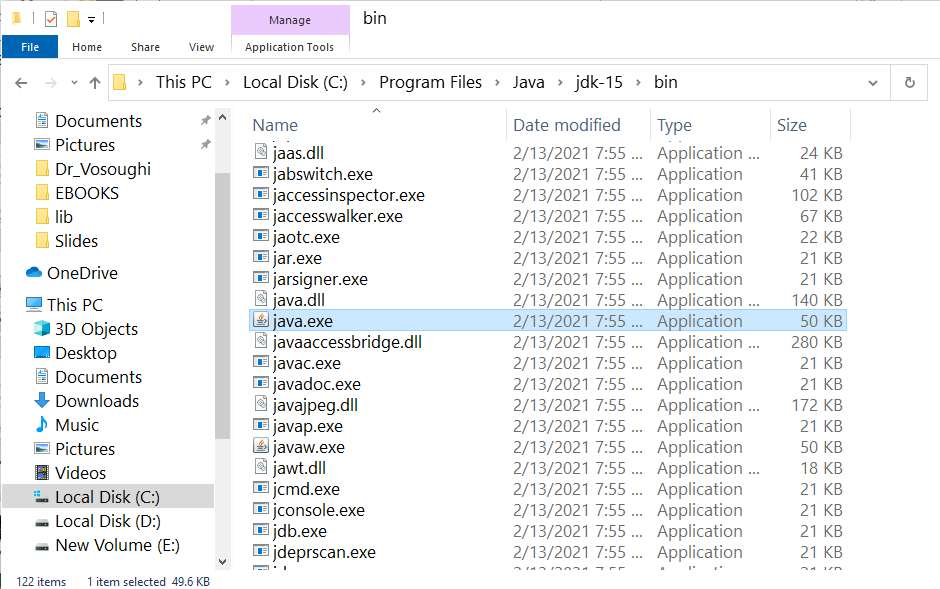 Manage
bin
File
Home
Share
View
Application Tools
This PC > Local Disk (C:) > Program Files > Java > jdk-15 > bin
Documents
Pictures
Dr_Vosoughi
EBOOKS
lib
Slides
OneDrive
This PC
3D Objects
Desktop
Documents
Downloads
Music
Pictures
Videos
Local Disk (C:)
Local Disk (D:)
New Volume (E:)
Name Date modified Type Size
jaas.dll 2/13/2021 7:55 ... Application ... 24 KB
jabswitch.exe 2/13/2021 7:55 ... Application 41 KB
jaccessinspector.exe 2/13/2021 7:55 ... Application 102 KB
jaccesswalker.exe 2/13/2021 7:55 ... Application 67 KB
jaotc.exe 2/13/2021 7:55 ... Application 22 KB
jar.exe 2/13/2021 7:55 ... Application 21 KB
jarsigner.exe 2/13/2021 7:55 ... Application 21 KB
java.dll 2/13/2021 7:55 ... Application ... 140 KB
java.exe 2/13/2021 7:55 ... Application 50 KB
javaaccessbridge.dll 2/13/2021 7:55 ... Application ... 280 KB
javac.exe 2/13/2021 7:55 ... Application 21 KB
javadoc.exe 2/13/2021 7:55 ... Application 21 KB
javajpeg.dll 2/13/2021 7:55 ... Application ... 172 KB
javap.exe 2/13/2021 7:55 ... Application 21 KB
javaw.exe 2/13/2021 7:55 ... Application 50 KB
jawt.dll 2/13/2021 7:55 ... Application ... 18 KB
jcmd.exe 2/13/2021 7:55 ... Application 21 KB
jconsole.exe 2/13/2021 7:55 ... Application 21 KB
jdb.exe 2/13/2021 7:55 ... Application 21 KB
jdeprscan.exe 2/13/2021 7:55 ... Application 21 KB
122 items 1 item selected 49.6 KB